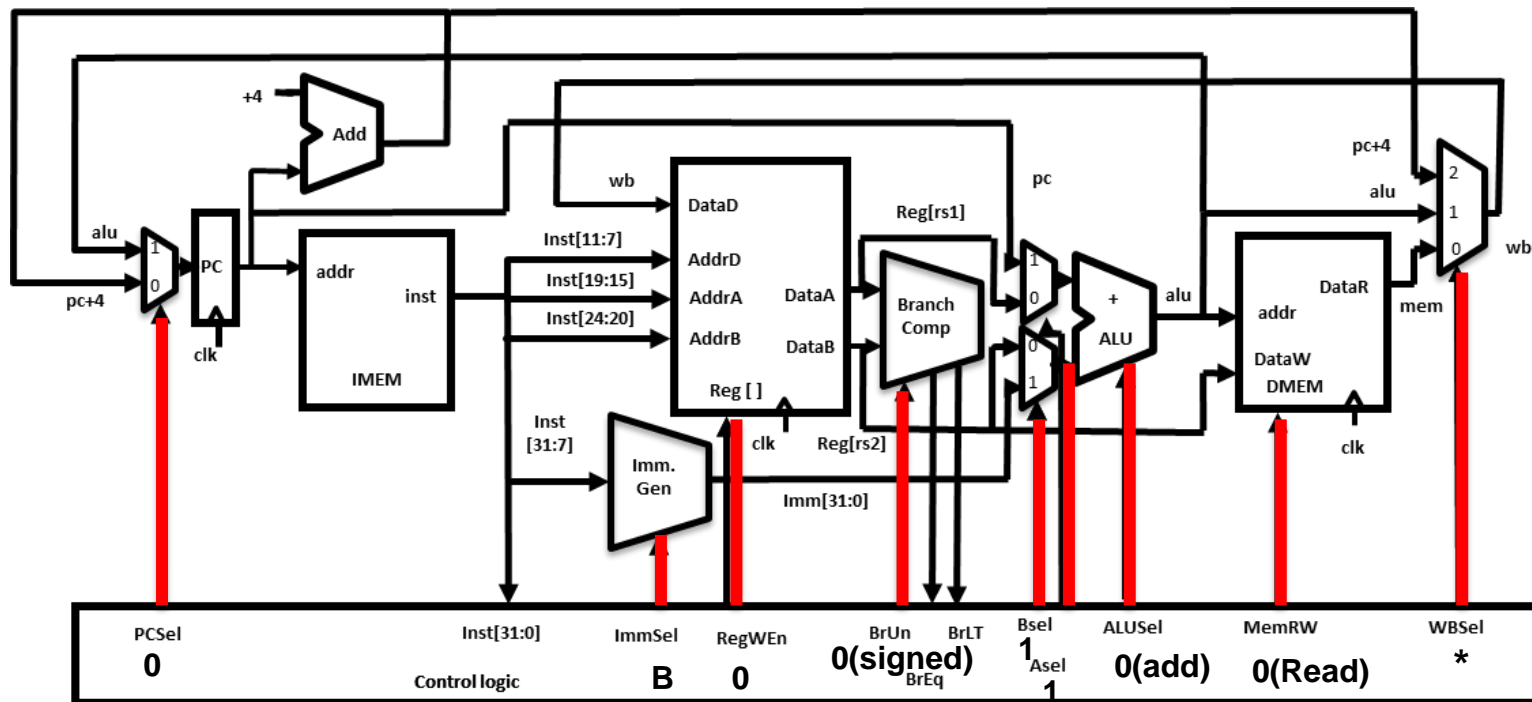 +4
Add
pc+4
wb
pc
2
DataD
Reg[rs1]
alu
1
alu
1
Inst[11:7]
0
PC
addr
AddrD
1
wb
0
Inst[19:15]
+
alu
DataR
pc+4
inst
AddrA
DataA
Branch
Comp
0
mem
Inst[24:20]
addr
AddrB
DataB
0
ALU
clk
DataW
IMEM
Reg [ ]
1
DMEM
Inst
[31:7]
clk
Reg[rs2]
clk
Imm.
Gen
Imm[31:0]
PCSel
Inst[31:0]
ImmSel
RegWEn
BrUn
BrLT
Bsel
ALUSel
MemRW
WBSel
0
B
0
0(signed)
1
0(add)
0(Read)
*
Control logic
BrEq
Asel
1